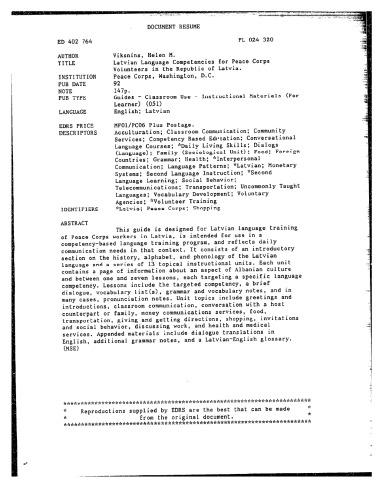 DOCUMENT RESUME
ED 402 764 FL 024 320
AUTHOR Viksnins, Helen M.
TITLE Latvian Language Competencies for Peace Corps
Volunteers in the Republic of Latvia.
INSTITUTION Peace Corps, Washington, D.C.
PUB DATE 92
NOTE 147p.
PUB TYPE Guides - Classroom Use - Instructional Materials (For
Learner) (051)
LANGUAGE English; Latvian
EDRS PRICE MF01/PC06 Plus Postage.
DESCRIPTORS Acculturation; Classroom Communication; Community
Services; Competency Based Education; Conversational
Language Courses; *Daily Living Skills; Dialogs
(Language); Family (Sociological Unit); Food; Foreign
Countries; Grammar; Health; *Interpersonal
Communication; Language Patterns; *Latvian; Monetary
Systems; Second Language Instruction; *Second
Language Learning; Social Behavior;
Telecommunications; Transportation; Uncommonly Taught
Languages; Vocabulary Development; Voluntary
Agencies; *Volunteer Training
IDENTIFIERS *Latvia; Peace Corps; Shopping
ABSTRACT
This guide is designed for Latvian language training
of Peace Corps workers in Latvia, is intended for use in a
competency-based language training program, and reflects daily
communication needs in that context. It consists of an introductory
section on the history, alphabet, and phonology of the Latvian
language and a series of 13 topical instructional units. Each unit
contains a page of information about an aspect of Albanian culture
and between one and seven lessons, each targeting a specific language
competency. Lessons include the targeted competency, a brief
dialogue, vocabulary list(s), grammar and vocabulary notes, and in
many cases, pronunciation notes. Unit topics include greetings and
introductions, classroom communication, conversation with a host
counterpart or family, money communications services, food,
transportation, giving and getting directions, shopping, invitations
and social behavior, discussing work, and health and medical
services. Appended materials include dialogue translations in
English, additional grammar notes, and a Latvian-English glossary.
(MSE)
* Reproductions supplied by EDRS are the best that can be made *
* from the original document. *